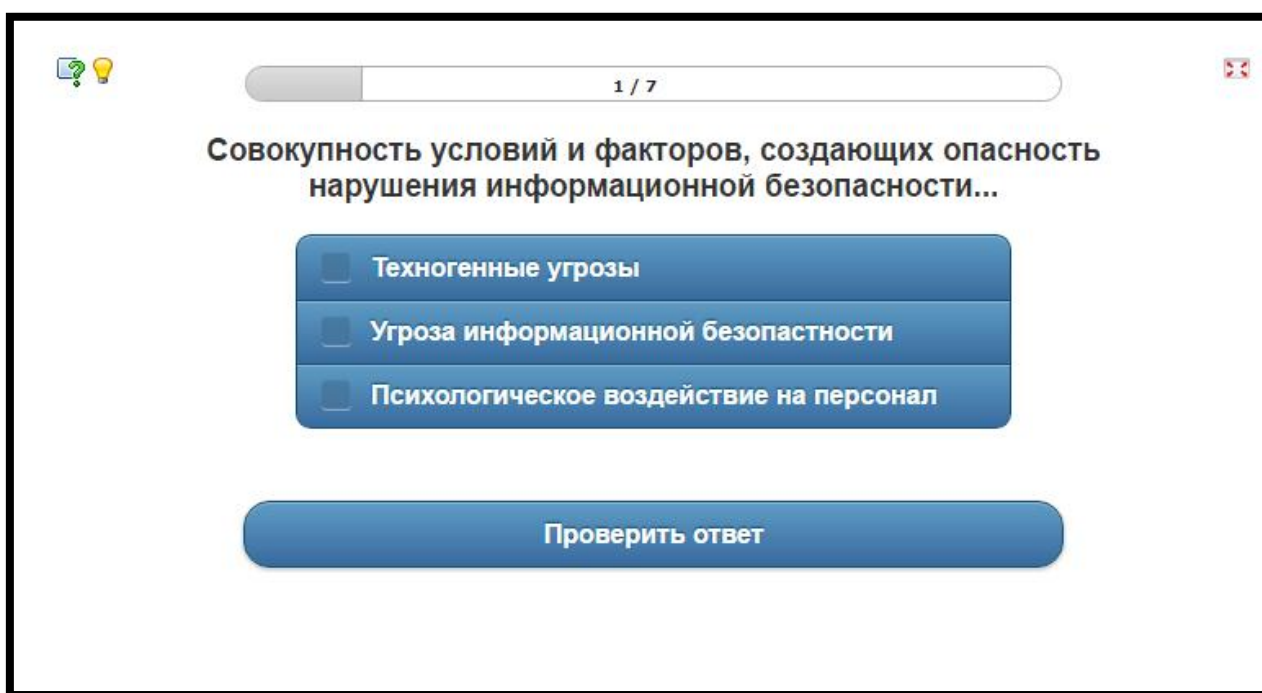 1 / 7
Совокупность условий и факторов, создающих опасность
нарушения информационной безопасности...
Техногенные угрозы
Угроза информационной безопастности
Психологическое воздействие на персонал
Проверить ответ